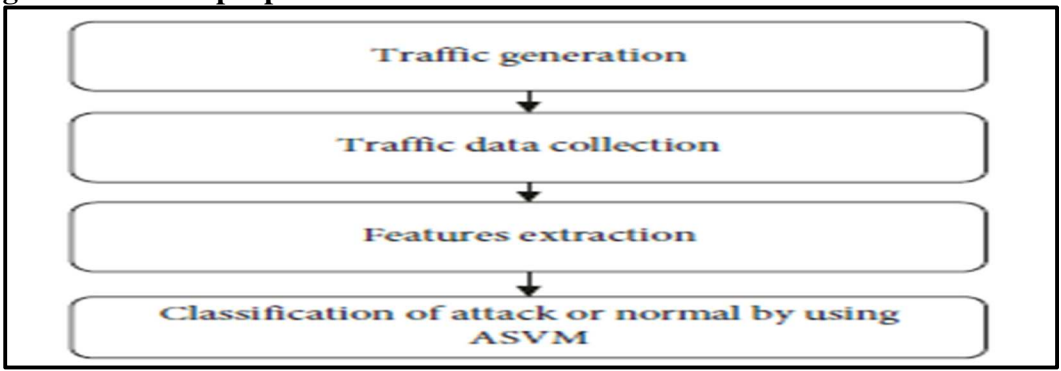 Traffic generation
Traffic data collection
Features extraction
Classification of attack or normal by using
ASVM